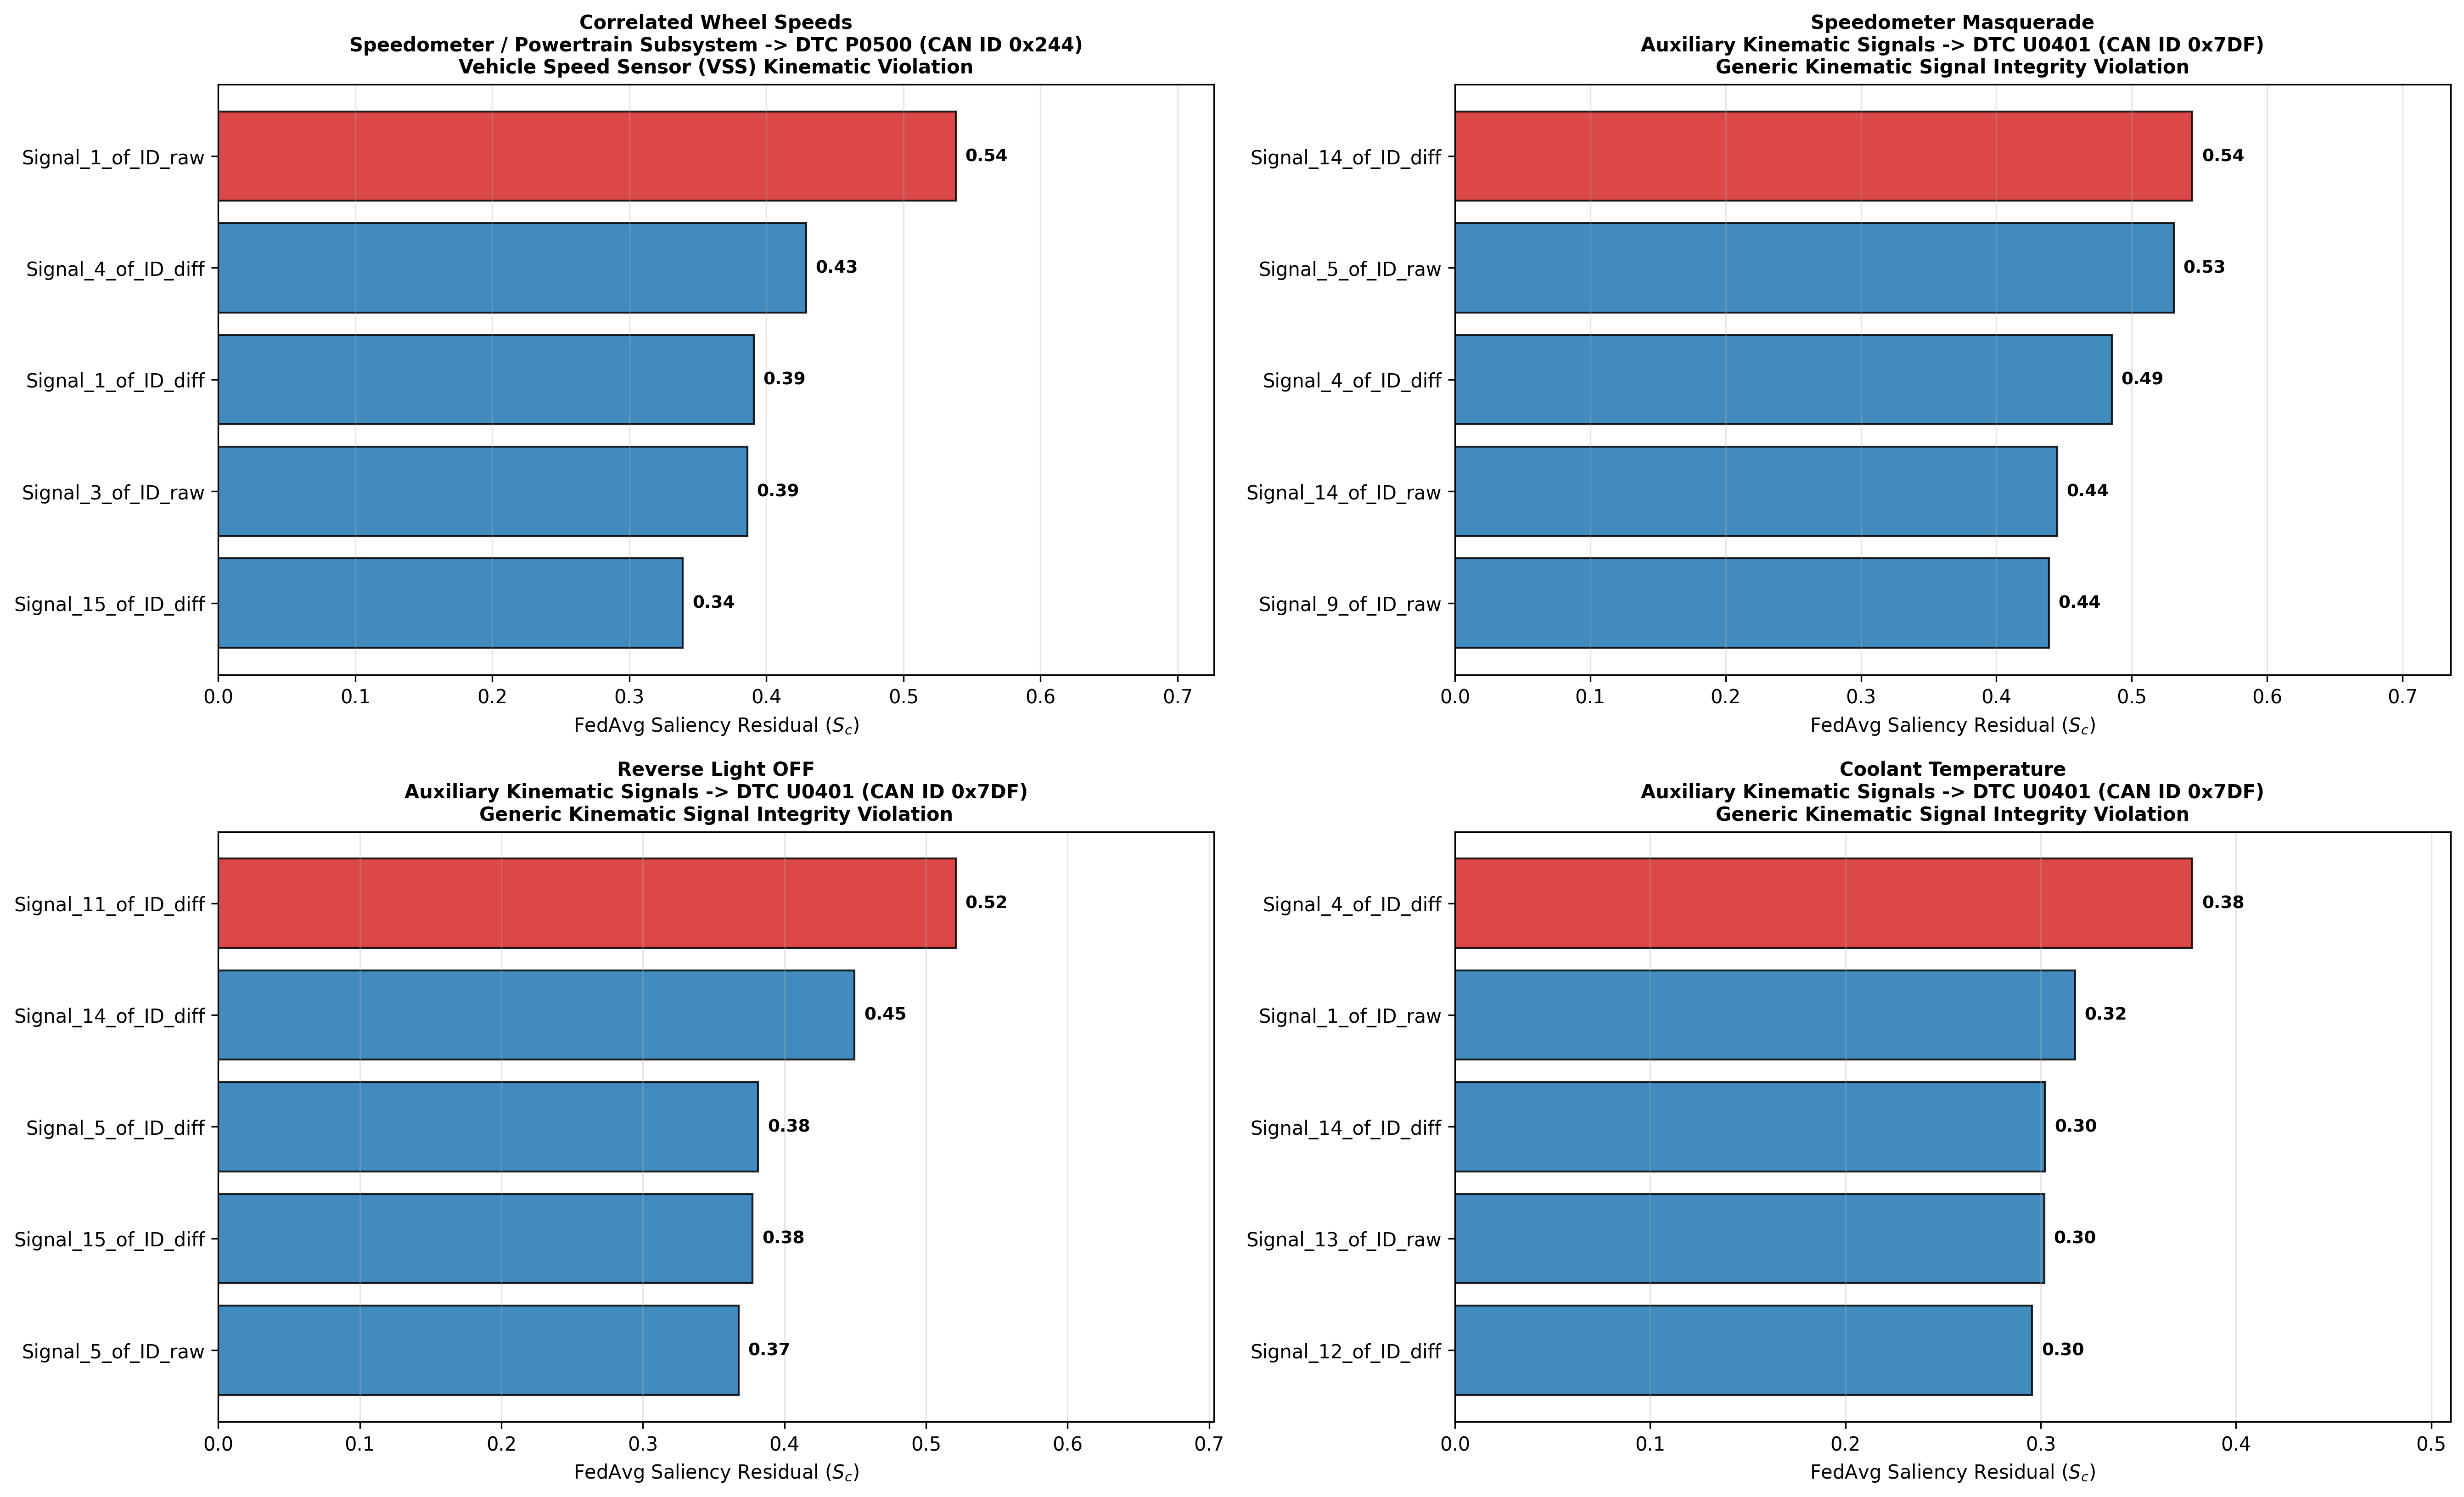 Correlated Wheel Speeds
Speedometer / Powertrain Subsystem -> DTC P0500 (CAN ID 0x244)
Vehicle Speed Sensor (VSS) Kinematic Violation
Signal_1_of_ID_raw
0.54
Signal_4_of_ID_diff
0.43
Signal_1_of_ID_diff
0.39
Signal_3_of_ID_raw
0.39
Signal_15_of_ID_diff
0.34
0.0 0.1 0.2 0.3 0.4 0.5 0.6 0.7
FedAvg Saliency Residual (S_c)
Speedometer Masquerade
Auxiliary Kinematic Signals -> DTC U0401 (CAN ID 0x7DF)
Generic Kinematic Signal Integrity Violation
Signal_14_of_ID_diff
0.54
Signal_5_of_ID_raw
0.53
Signal_4_of_ID_diff
0.49
Signal_14_of_ID_raw
0.44
Signal_9_of_ID_raw
0.44
0.0 0.1 0.2 0.3 0.4 0.5 0.6 0.7
FedAvg Saliency Residual (S_c)
Reverse Light OFF
Auxiliary Kinematic Signals -> DTC U0401 (CAN ID 0x7DF)
Generic Kinematic Signal Integrity Violation
Signal_11_of_ID_diff
0.52
Signal_14_of_ID_diff
0.45
Signal_5_of_ID_diff
0.38
Signal_15_of_ID_diff
0.38
Signal_5_of_ID_raw
0.37
0.0 0.1 0.2 0.3 0.4 0.5 0.6 0.7
FedAvg Saliency Residual (S_c)
Coolant Temperature
Auxiliary Kinematic Signals -> DTC U0401 (CAN ID 0x7DF)
Generic Kinematic Signal Integrity Violation
Signal_4_of_ID_diff
0.38
Signal_1_of_ID_raw
0.32
Signal_14_of_ID_diff
0.30
Signal_13_of_ID_raw
0.30
Signal_12_of_ID_diff
0.30
0.0 0.1 0.2 0.3 0.4 0.5
FedAvg Saliency Residual (S_c)